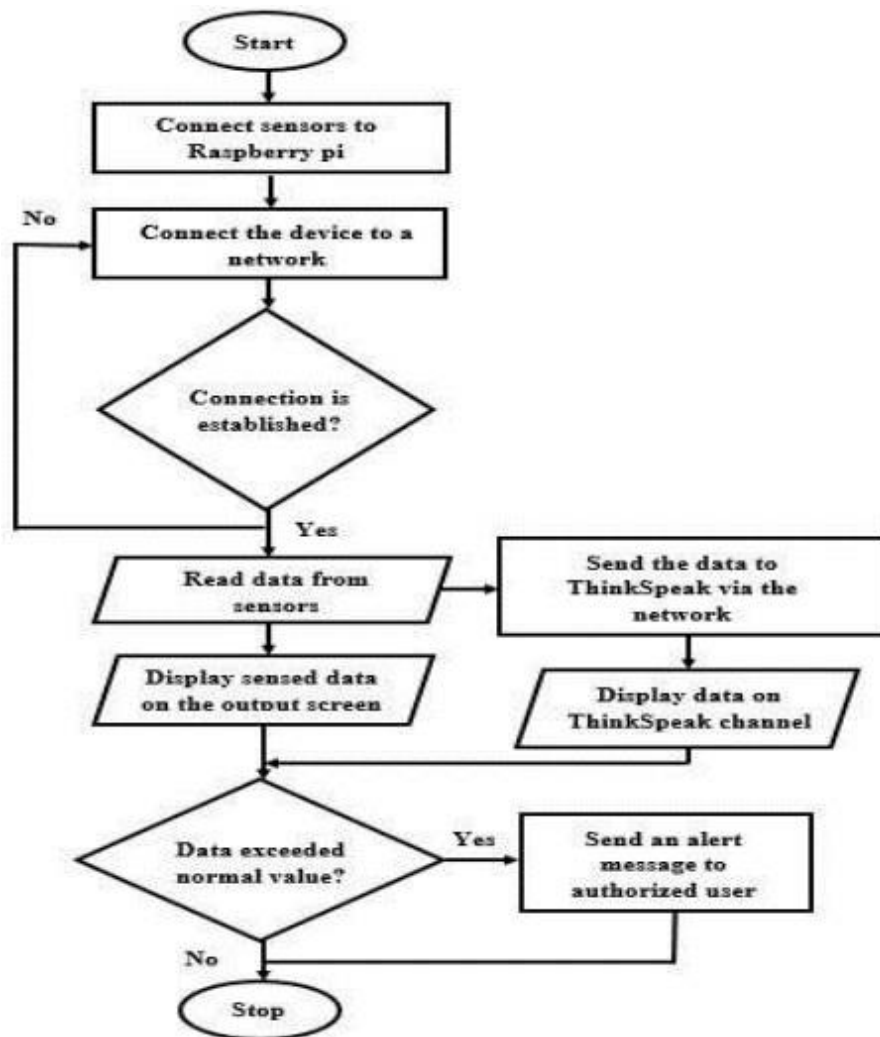 Start
Connect sensors to
Raspberry pi
No
Connect the device to a
network
Connection is
established?
Yes
Read data from
sensors
Send the data to
ThinkSpeak via the
network
Display sensed data
on the output screen
Display data on
ThinkSpeak channel
Data exceeded
normal value?
Yes
Send an alert
message to
authorized user
No
Stop